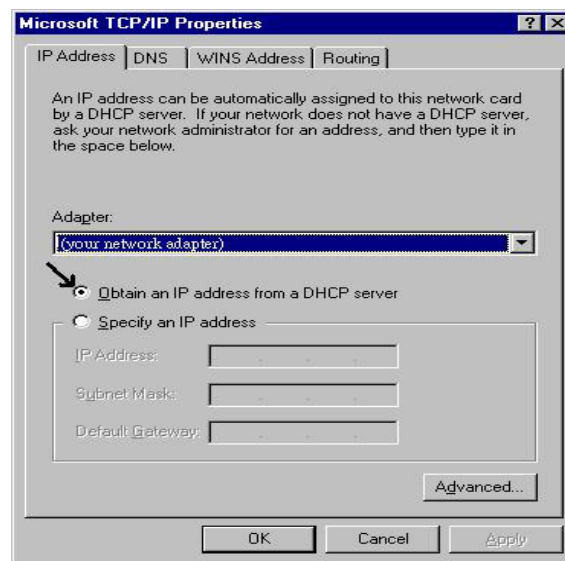 Microsoft TCP/IP Properties
IP Address DNS WINS Address Routing
An IP address can be automatically assigned to this network card
by a DHCP server. If your network does not have a DHCP server,
ask your network administrator for an address, and then type it in
the space below.
Adapter:
(your network adapter)
Obtain an IP address from a DHCP server
Specify an IP address
IP Address:
Subnet Mask:
Default Gateway:
Advanced...
OK Cancel Apply